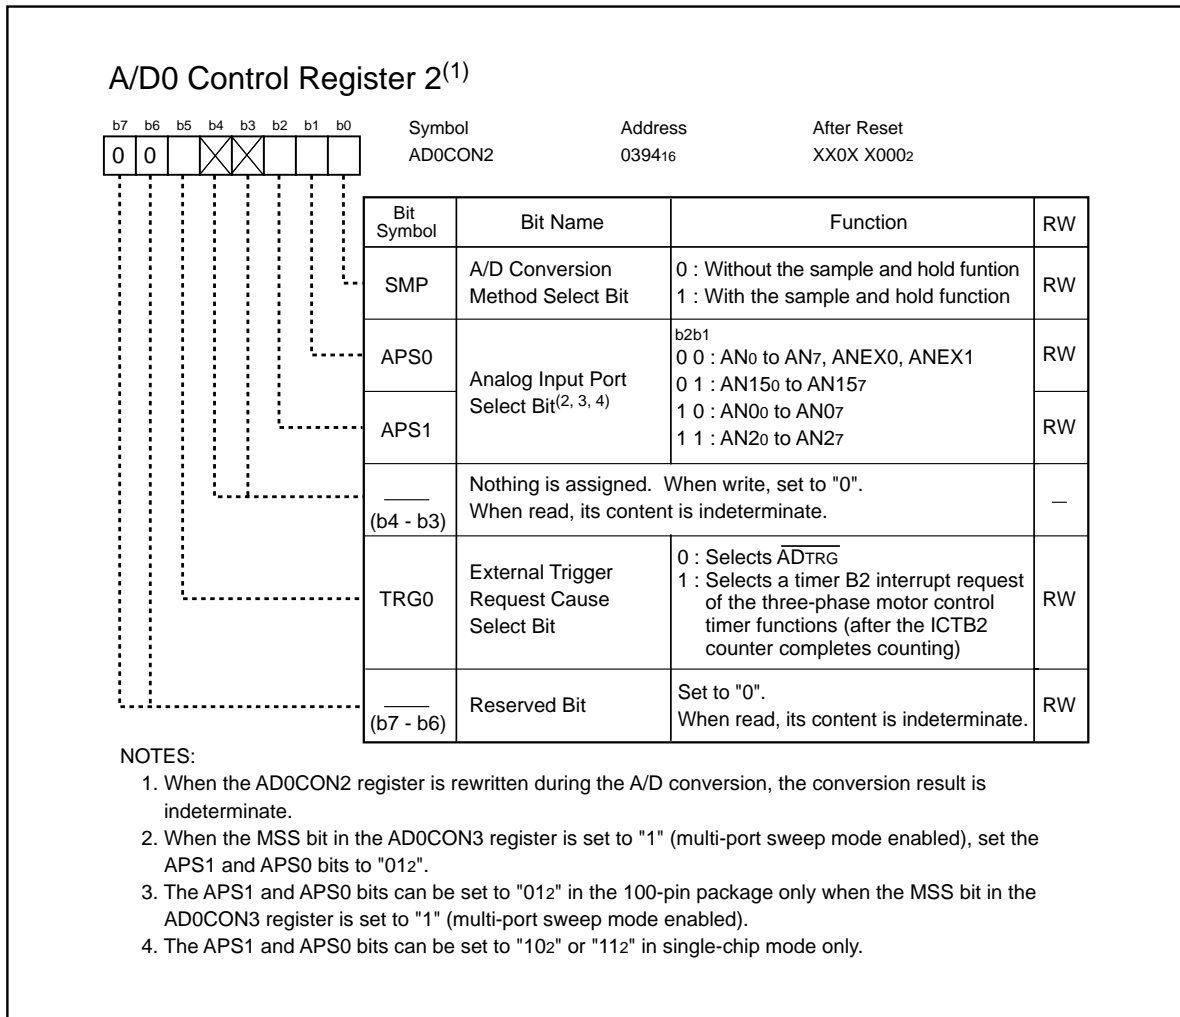 A/D0 Control Register 2(1)
b7 b6 b5 b4 b3 b2 b1 b0
0 0
Symbol Address After Reset
AD0CON2 039416 XX0X X0002
Bit Symbol Bit Name Function RW
SMP A/D Conversion Method Select Bit
0 : Without the sample and hold funtion
1 : With the sample and hold function
RW
APS0
APS1
Analog Input Port
Select Bit(2, 3, 4)
b2b1
0 0 : AN0 to AN7, ANEX0, ANEX1
0 1 : AN150 to AN157
1 0 : AN00 to AN07
1 1 : AN20 to AN27
RW
RW
(b4 - b3)
Nothing is assigned. When write, set to "0".
When read, its content is indeterminate.
—
TRG0
External Trigger
Request Cause
Select Bit
0 : Selects ADTRG
1 : Selects a timer B2 interrupt request
of the three-phase motor control
timer functions (after the ICTB2
counter completes counting)
RW
(b7 - b6)
Reserved Bit
Set to "0".
When read, its content is indeterminate.
RW
NOTES:
1. When the AD0CON2 register is rewritten during the A/D conversion, the conversion result is
indeterminate.
2. When the MSS bit in the AD0CON3 register is set to "1" (multi-port sweep mode enabled), set the
APS1 and APS0 bits to "012".
3. The APS1 and APS0 bits can be set to "012" in the 100-pin package only when the MSS bit in the
AD0CON3 register is set to "1" (multi-port sweep mode enabled).
4. The APS1 and APS0 bits can be set to "102" or "112" in single-chip mode only.